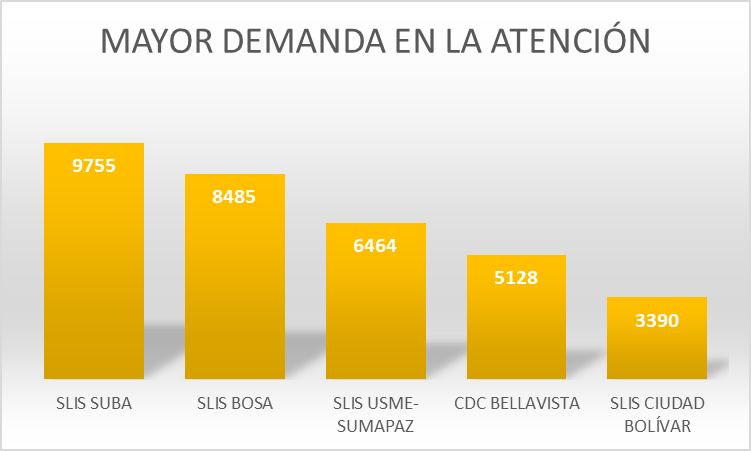 MAYOR DEMANDA EN LA ATENCIÓN
9755
8485
6464
5128
3390
SLIS SUBA
SLIS BOSA
SLIS USME-
SUMAPAZ
CDC BELLAVISTA
SLIS CIUDAD
BOLÍVAR